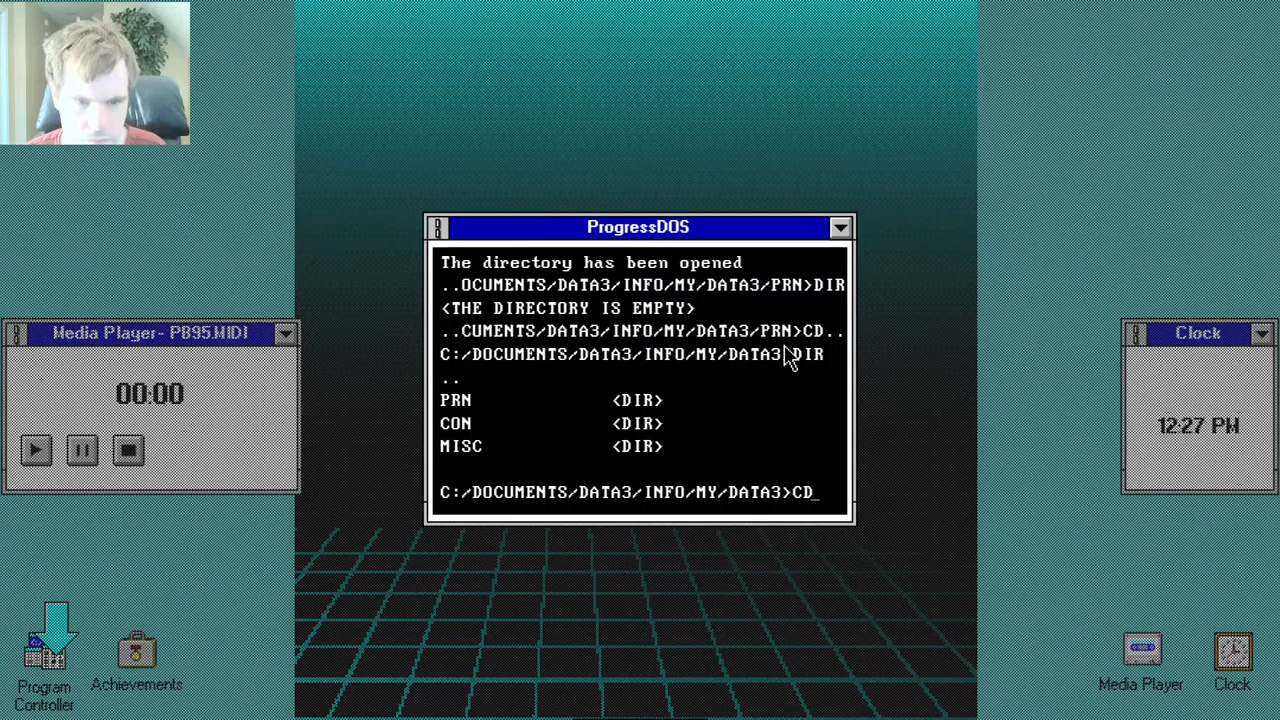 ProgressDOS
The directory has been opened
..OCUMENTS/DATA3/INFO/MY/DATA3/PRN>DIR
<THE DIRECTORY IS EMPTY>
..CUMENTS/DATA3/INFO/MY/DATA3/PRN>CD..
C:/DOCUMENTS/DATA3/INFO/MY/DATA3>DIR
..
PRN <DIR>
CON <DIR>
MISC <DIR>
C:/DOCUMENTS/DATA3/INFO/MY/DATA3>CD_
Media Player- PB95.MIDI
00:00
Clock
12:27 PM
Program
Controller
Achievements
Media Player
Clock